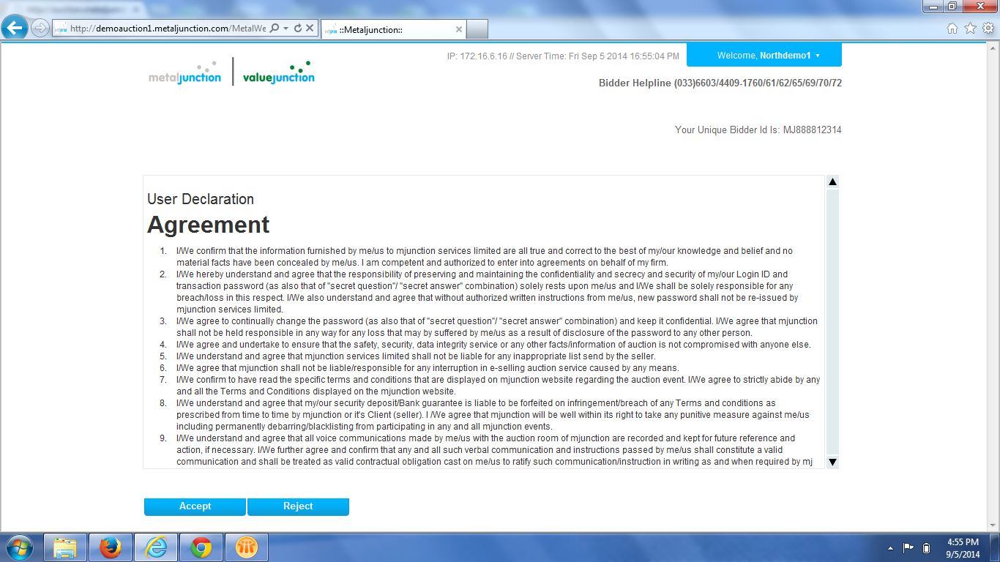 http://demoauction1.metaljunction.com/MetalWe
::Metaljunction::
IP: 172.16.6.16 // Server Time: Fri Sep 5 2014 16:55:04 PM
Welcome, Northdemo1
metaljunction
valuejunction
Bidder Helpline (033)6603/4409-1760/61/62/65/69/70/72
Your Unique Bidder Id Is: MJ888812314
User Declaration
Agreement
1. I/We confirm that the information furnished by me/us to mjunction services limited are all true and correct to the best of my/our knowledge and belief and no
material facts have been concealed by me/us. I am competent and authorized to enter into agreements on behalf of my firm.
2. I/We hereby understand and agree that the responsibility of preserving and maintaining the confidentiality and secrecy and security of my/our Login ID and
transaction password (as also that of "secret question"/ "secret answer" combination) solely rests upon me/us and I/We shall be solely responsible for any
breach/loss in this respect. I/We also understand and agree that without authorized written instructions from me/us, new password shall not be re-issued by
mjunction services limited.
3. I/We agree to continually change the password (as also that of "secret question"/ "secret answer" combination) and keep it confidential. I/We agree that mjunction
shall not be held responsible in any way for any loss that may by suffered by me/us as a result of disclosure of the password to any other person.
4. I/We agree and undertake to ensure that the safety, security, data integrity service or any other facts/information of auction is not compromised with anyone else.
5. I/We understand and agree that mjunction services limited shall not be liable for any inappropriate list send by the seller.
6. I/We agree that mjunction shall not be liable/responsible for any interruption in e-selling auction service caused by any means.
7. I/We confirm to have read the specific terms and conditions that are displayed on mjunction website regarding the auction event. I/We agree to strictly abide by any
and all the Terms and Conditions displayed on the mjunction website.
8. I/We understand and agree that my/our security deposit/Bank guarantee is liable to be forfeited on infringement/breach of any Terms and conditions as
prescribed from time to time by mjunction or it's Client (seller). I /We agree that mjunction will be well within its right to take any punitive measure against me/us
including permanently debarring/blacklisting from participating in any and all mjunction events.
9. I/We understand and agree that all voice communications made by me/us with the auction room of mjunction are recorded and kept for future reference and
action, if necessary. I/We further agree and confirm that any and all such verbal communication and instructions passed by me/us shall constitute a valid
communication and shall be treated as valid contractual obligation cast on me/us to ratify such communication/instruction in writing as and when required by mj
Accept
Reject
4:55 PM
9/5/2014